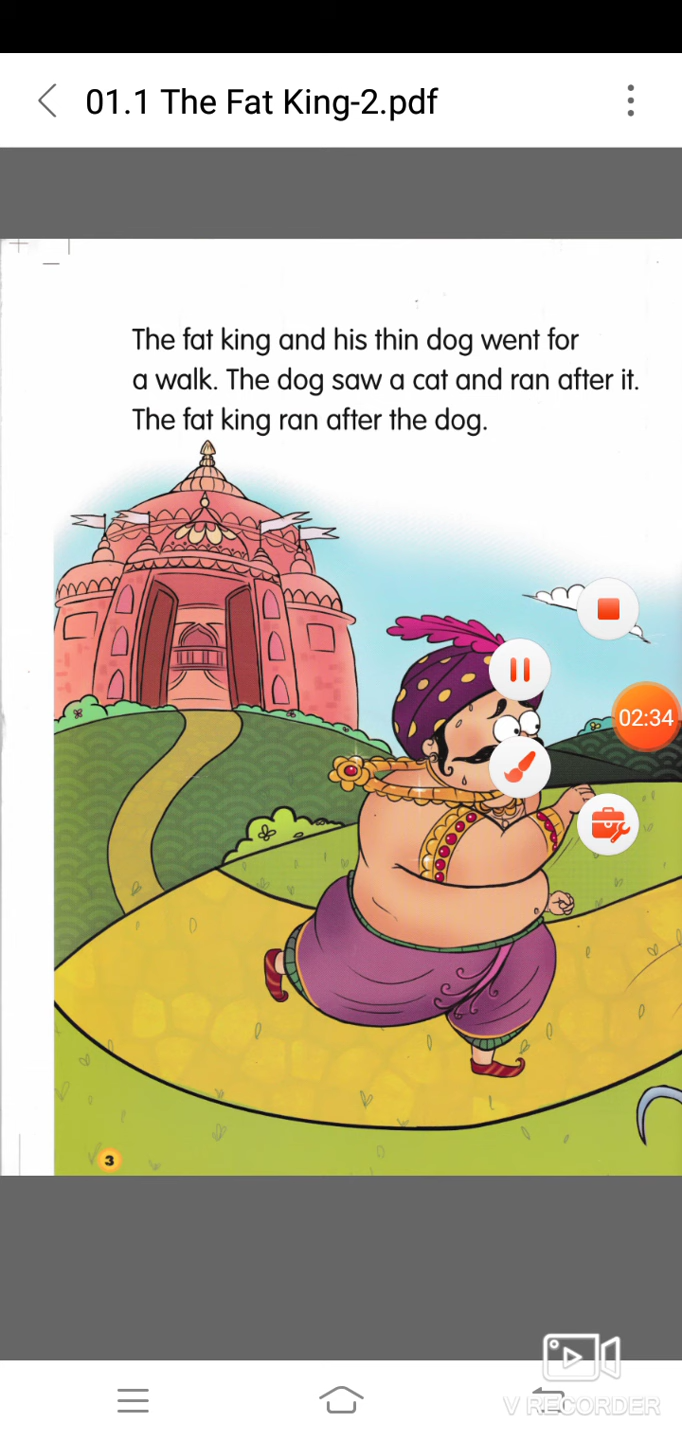 01.1 The Fat King-2.pdf
The fat king and his thin dog went for
a walk. The dog saw a cat and ran after it.
The fat king ran after the dog.
02:34
3
V RECORDER